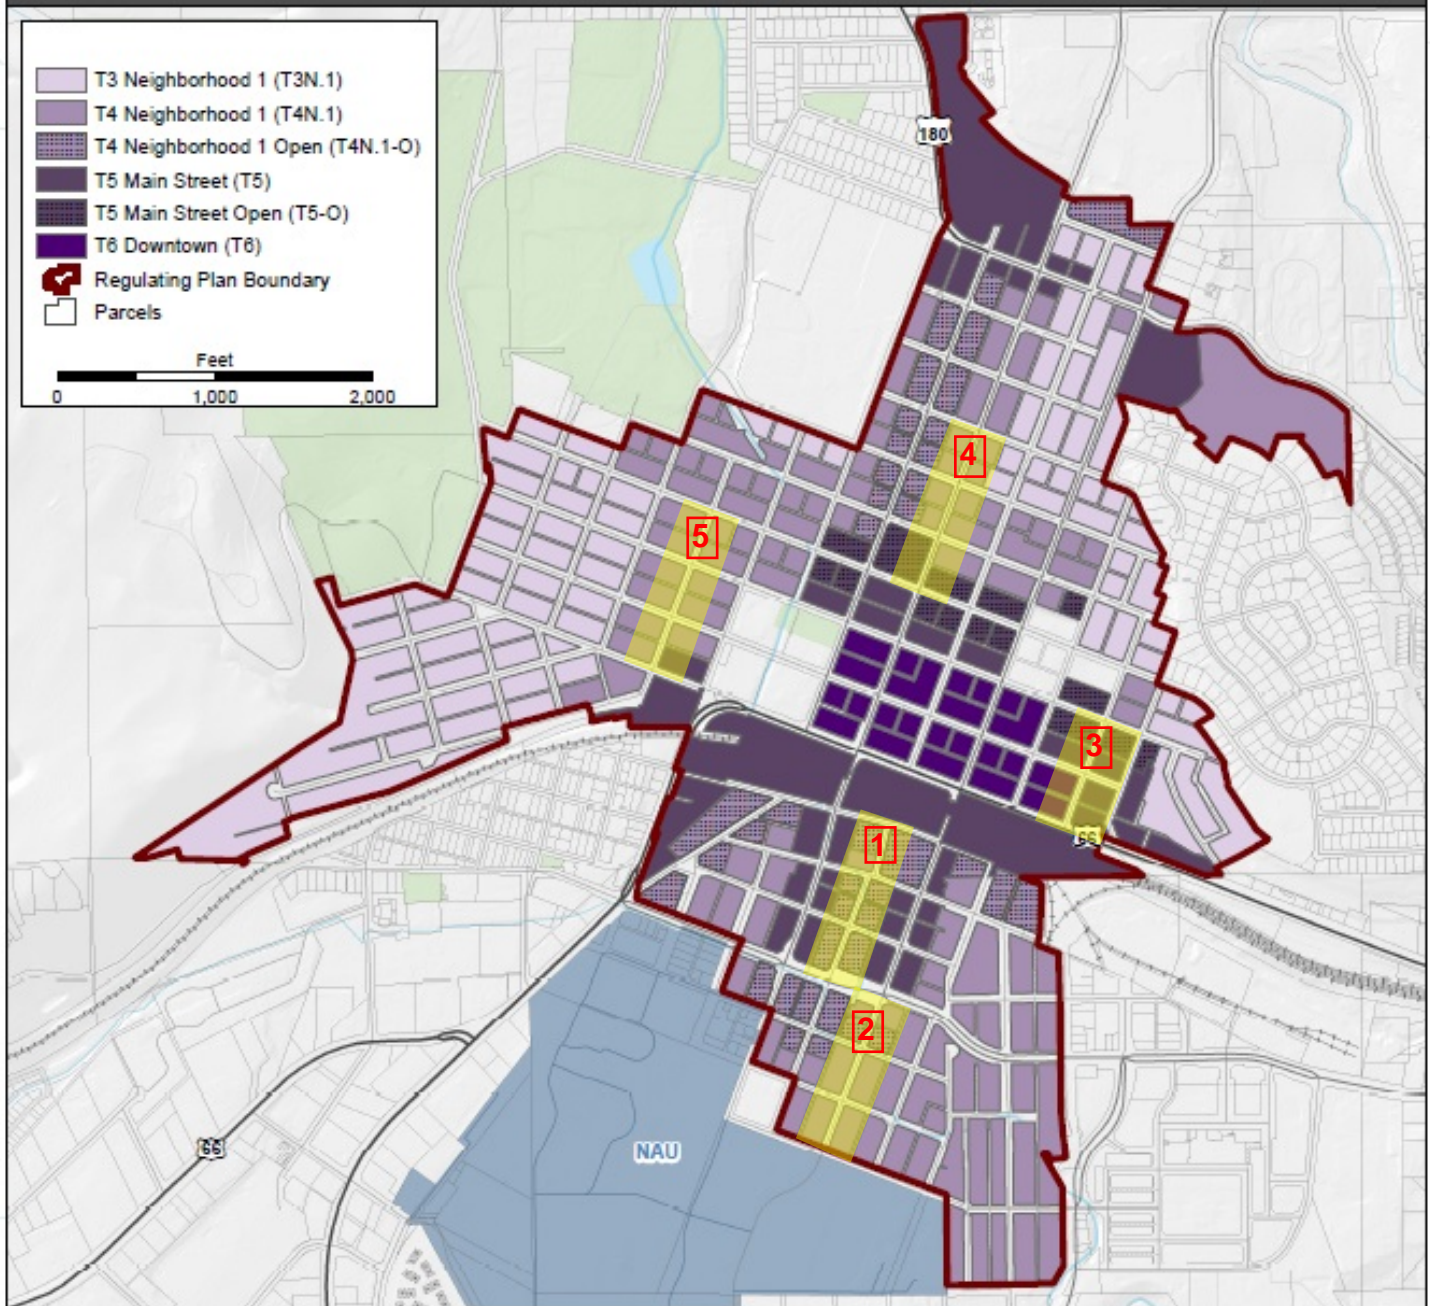 T3 Neighborhood 1 (T3N.1)
T4 Neighborhood 1 (T4N.1)
T4 Neighborhood 1 Open (T4N.1-O)
T5 Main Street (T5)
T5 Main Street Open (T5-O)
T6 Downtown (T6)
Regulating Plan Boundary
Parcels
Feet
0 1,000 2,000
180
4
5
3
66
1
2
NAU
66